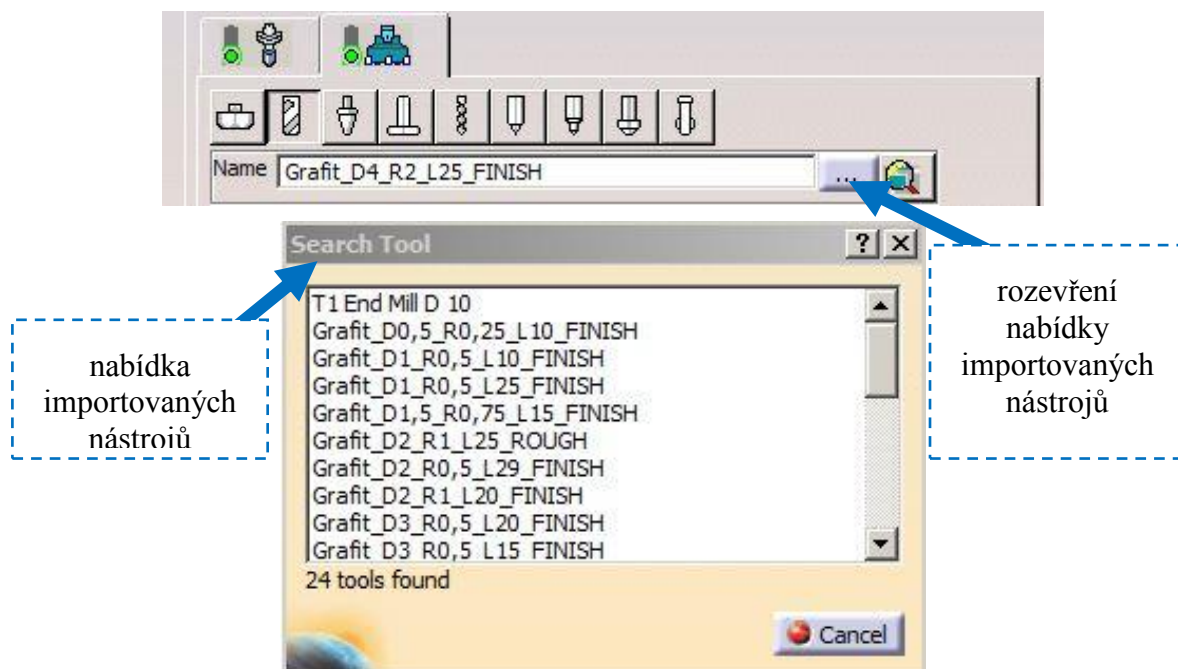 Name Grafit_D4_R2_L25_FINISH ...
Search Tool ? X
T1 End Mill D 10
Grafit_D0,5_R0,25_L10_FINISH
Grafit_D1_R0,5_L10_FINISH
Grafit_D1_R0,5_L25_FINISH
Grafit_D1,5_R0,75_L15_FINISH
Grafit_D2_R1_L25_ROUGH
Grafit_D2_R0,5_L29_FINISH
Grafit_D2_R1_L20_FINISH
Grafit_D3_R0,5_L20_FINISH
Grafit_D3_R0,5_L15_FINISH
24 tools found
Cancel
nabídka
importovaných
nástrojů
rozevření
nabídky
importovaných
nástrojů